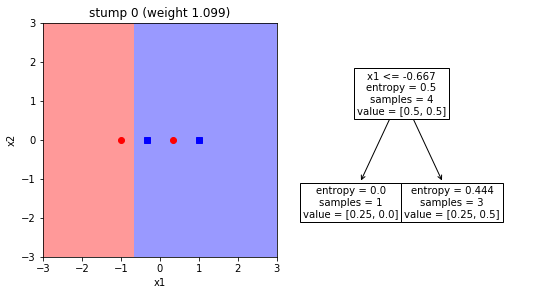 stump 0 (weight 1.099)
3
2
1
0
−1
−2
−3
x2
−3
−2
−1
0
1
2
3
x1
x1 <= -0.667
entropy = 0.5
samples = 4
value = [0.5, 0.5]
entropy = 0.0
samples = 1
value = [0.25, 0.0]
entropy = 0.444
samples = 3
value = [0.25, 0.5]